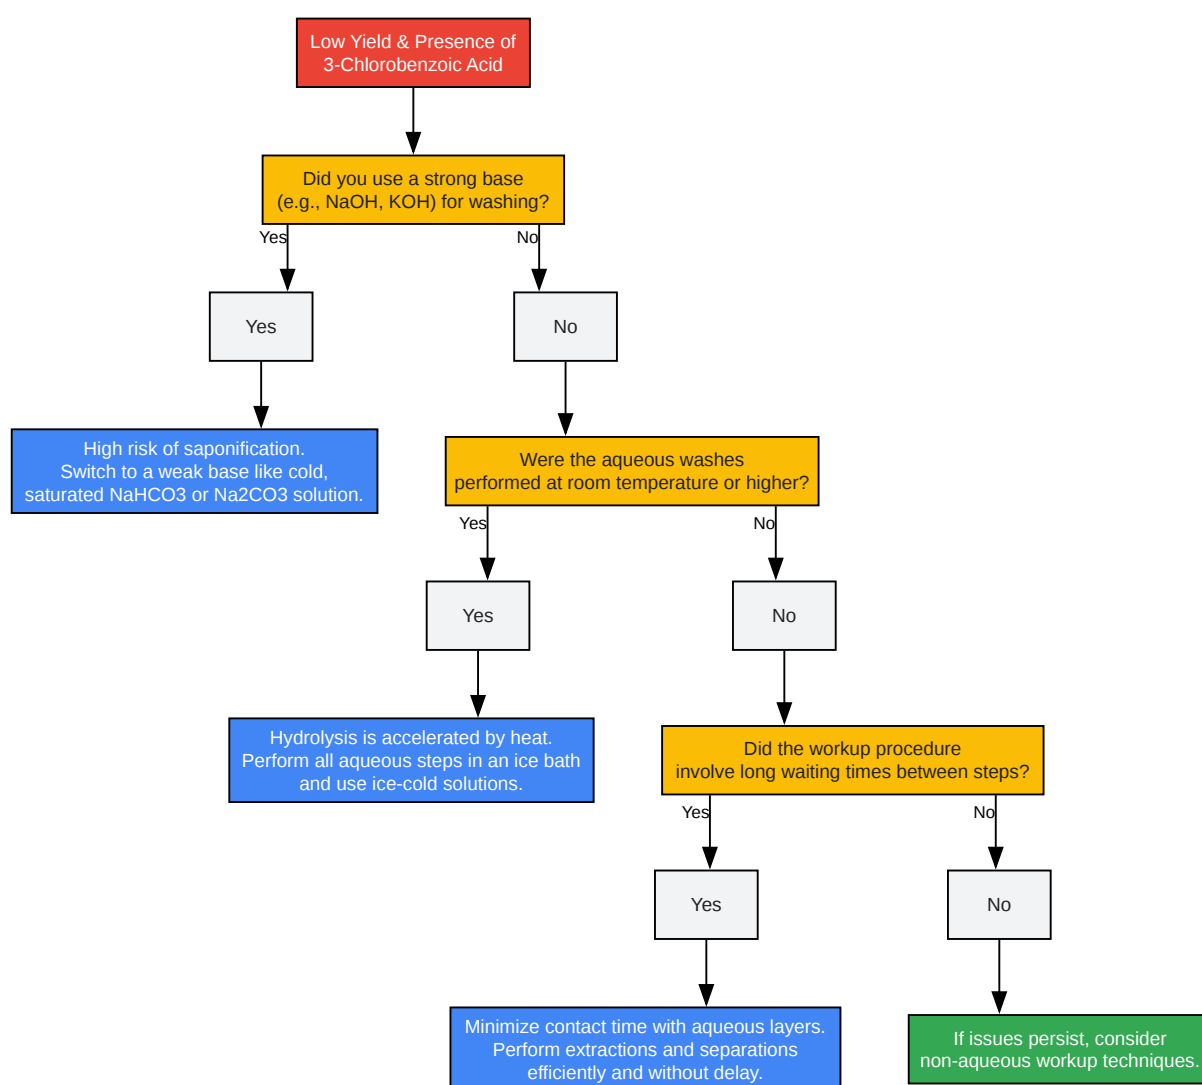 Low Yield & Presence of
3-Chlorobenzoic Acid
Did you use a strong base
(e.g., NaOH, KOH) for washing?
Yes
No
Yes
No
High risk of saponification.
Switch to a weak base like cold,
saturated NaHCO3 or Na2CO3 solution.
Were the aqueous washes
performed at room temperature or higher?
Yes
No
Yes
No
Hydrolysis is accelerated by heat.
Perform all aqueous steps in an ice bath
and use ice-cold solutions.
Did the workup procedure
involve long waiting times between steps?
Yes
No
Yes
No
Minimize contact time with aqueous layers.
Perform extractions and separations
efficiently and without delay.
If issues persist, consider
non-aqueous workup techniques.